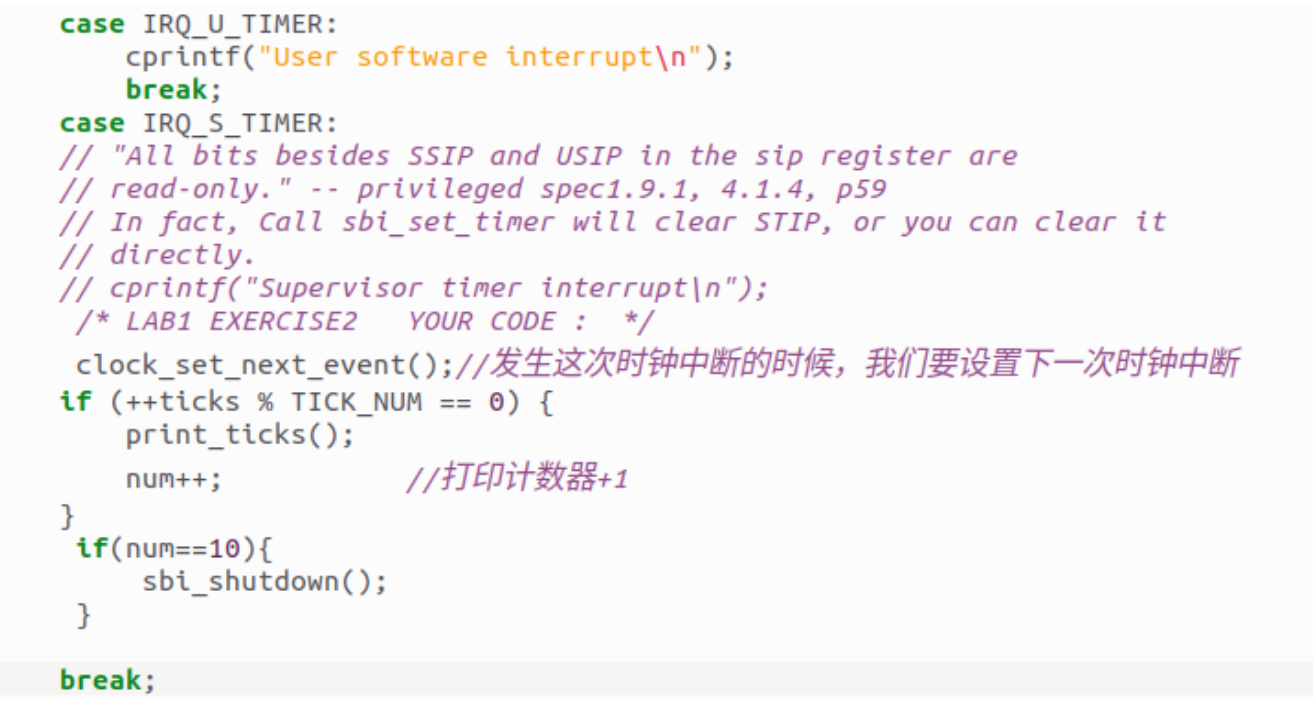 case IRQ_U_TIMER:
cprintf("User software interrupt\n");
break;
case IRQ_S_TIMER:
// "All bits besides SSIP and USIP in the sip register are
// read-only." -- privileged spec1.9.1, 4.1.4, p59
// In fact, Call sbi_set_timer will clear STIP, or you can clear it
// directly.
// cprintf("Supervisor timer interrupt\n");
/* LAB1 EXERCISE2   YOUR CODE :  */
clock_set_next_event();//发生这次时钟中断的时候，我们要设置下一次时钟中断
if (++ticks % TICK_NUM == 0) {
print_ticks();
num++;           //打印计数器+1
}
if(num==10){
sbi_shutdown();
}
break;